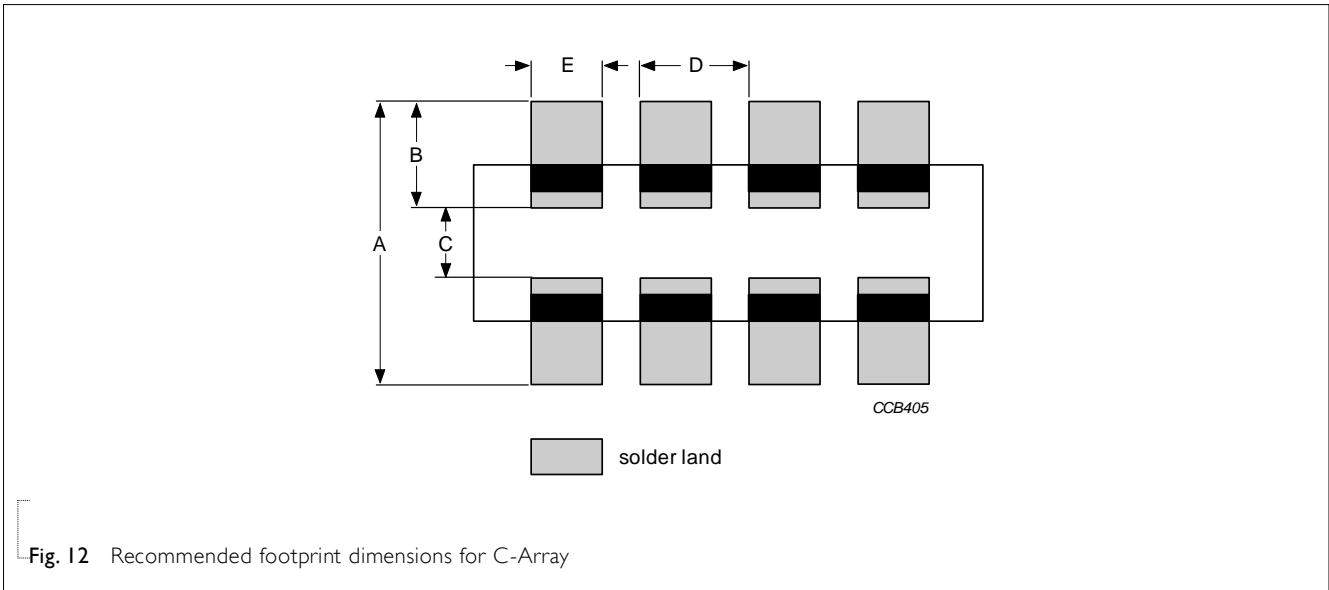 E
D
B
A
C
CCB405
solder land
Fig. 12 Recommended footprint dimensions for C-Array